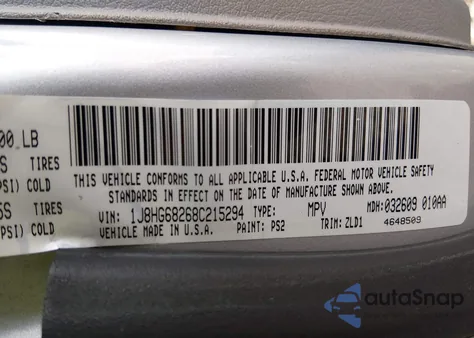 00 LB
S TIRES
PSI) COLD
5S TIRES
PSI) COLD
THIS VEHICLE CONFORMS TO ALL APPLICABLE U.S.A. FEDERAL MOTOR VEHICLE SAFETY
STANDARDS IN EFFECT ON THE DATE OF MANUFACTURE SHOWN ABOVE.
VIN: 1J8HG68268C215294 TYPE: MPV MDH: 032609 010AA
VEHICLE MADE IN U.S.A. PAINT: PS2 TRIM: ZLD1 4648509
autoSnap